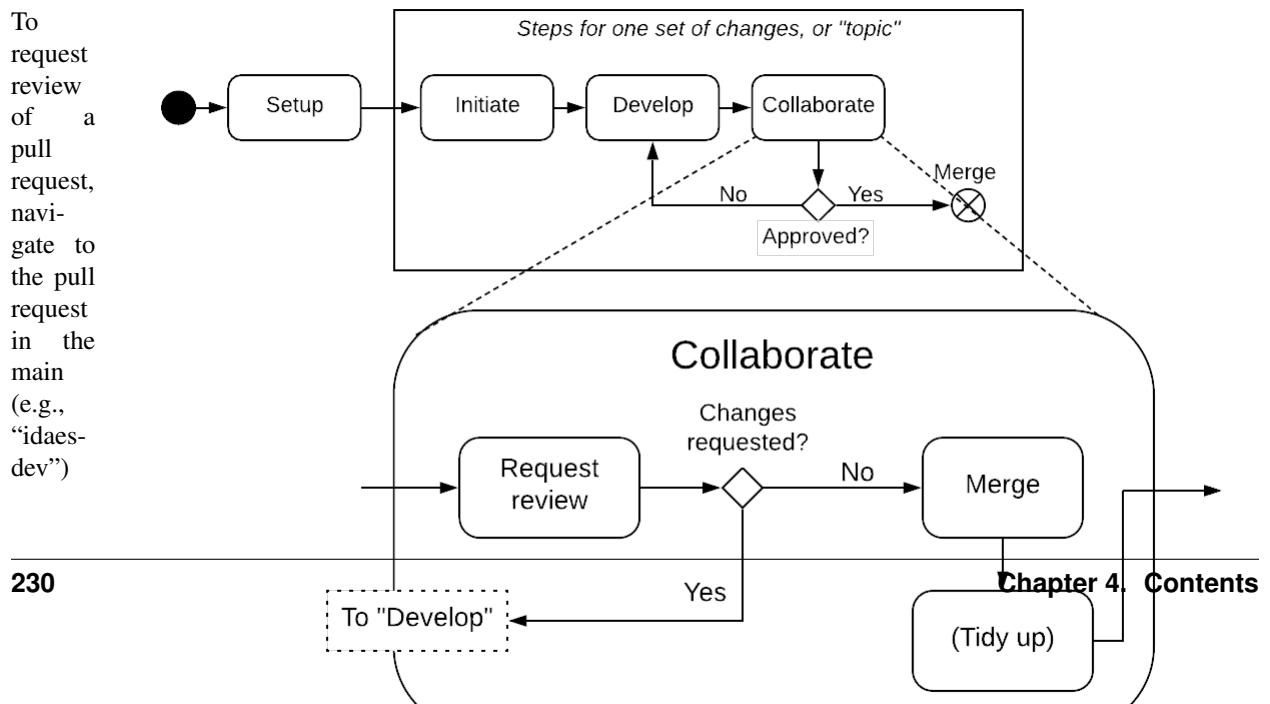 To
request
review
of a
pull
request,
navi-
gate to
the pull
request
in the
main
(e.g.,
“idaes-
dev”)
Steps for one set of changes, or "topic"
Setup
Initiate
Develop
Collaborate
Merge
No
Yes
Approved?
Collaborate
Changes
requested?
Request
review
No
Merge
Yes
To "Develop"
(Tidy up)
230
Chapter 4. Contents